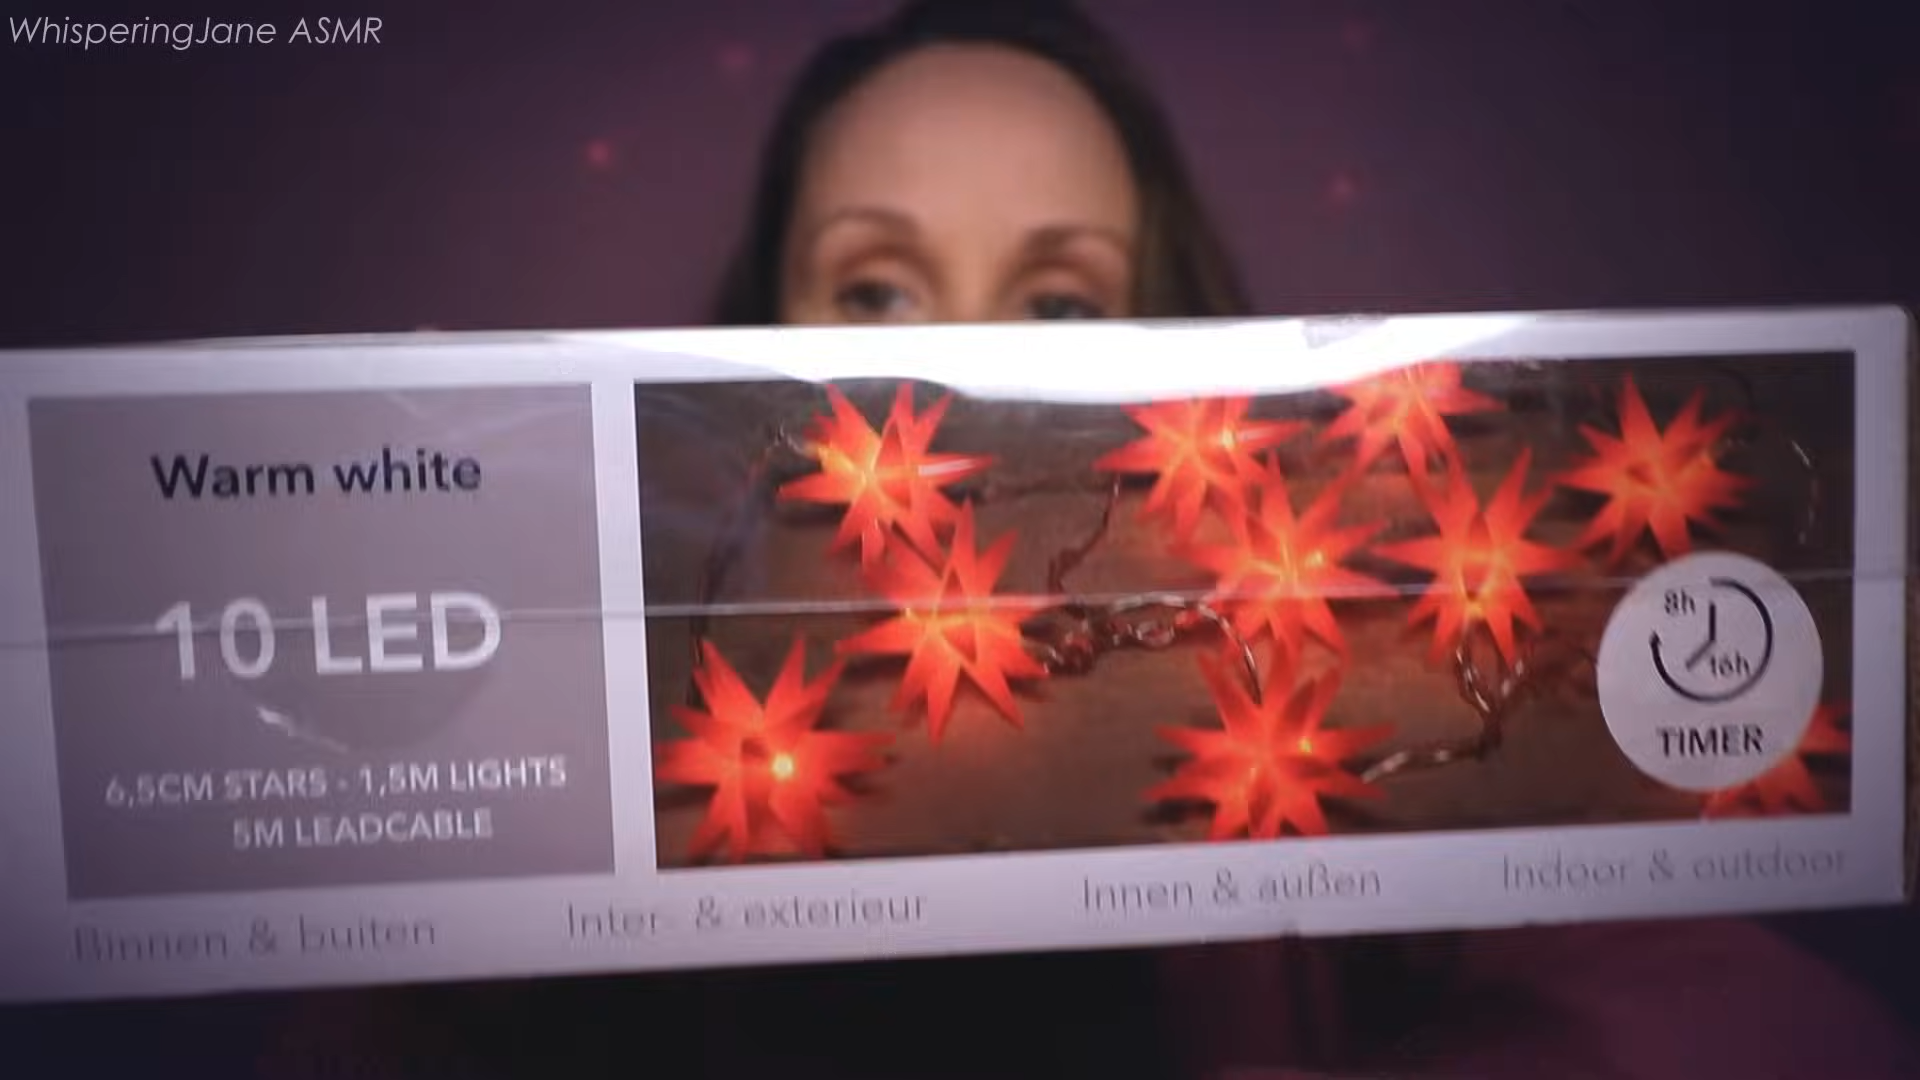 WhisperingJane ASMR
Warm white
10 LED
6,5CM STARS - 1,5M LIGHTS
5M LEADCABLE
8h
16h
TIMER
Binnen & buiten
Inter- & exterieur
Innen & außen
Indoor & outdoor